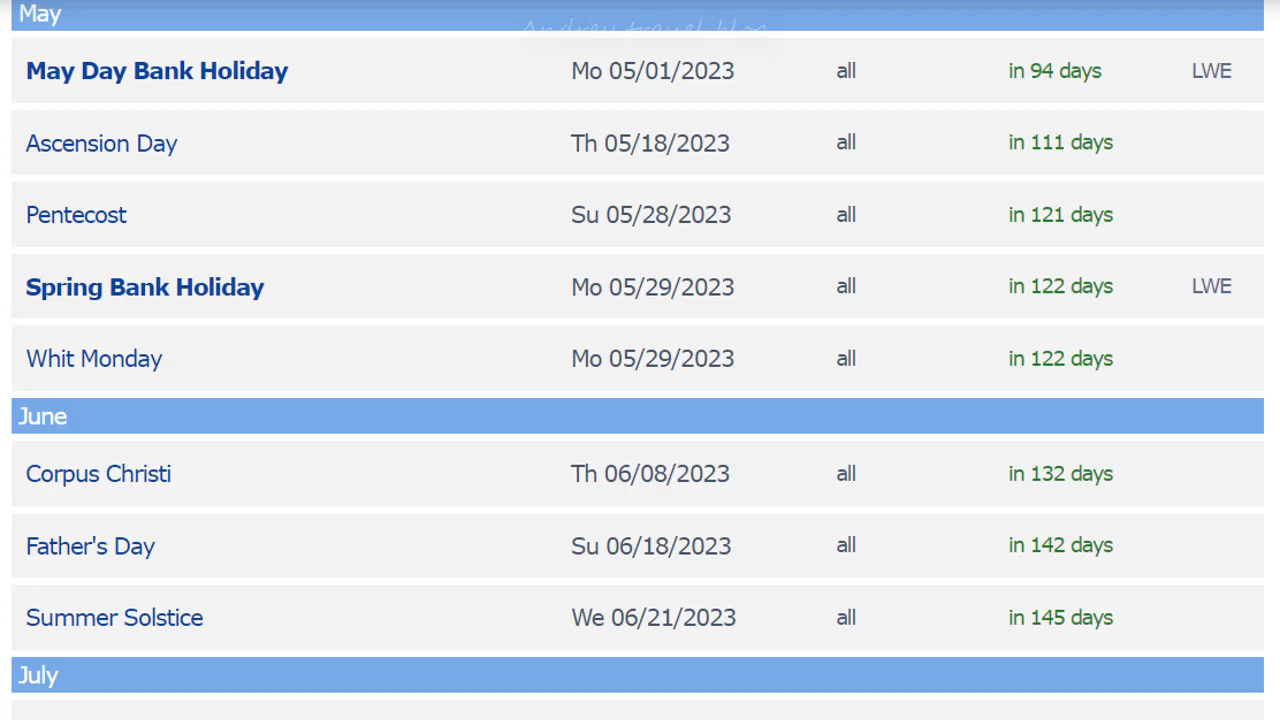 May
Andrey travel blog
May Day Bank Holiday Mo 05/01/2023 all in 94 days LWE
Ascension Day Th 05/18/2023 all in 111 days
Pentecost Su 05/28/2023 all in 121 days
Spring Bank Holiday Mo 05/29/2023 all in 122 days LWE
Whit Monday Mo 05/29/2023 all in 122 days
June
Corpus Christi Th 06/08/2023 all in 132 days
Father's Day Su 06/18/2023 all in 142 days
Summer Solstice We 06/21/2023 all in 145 days
July